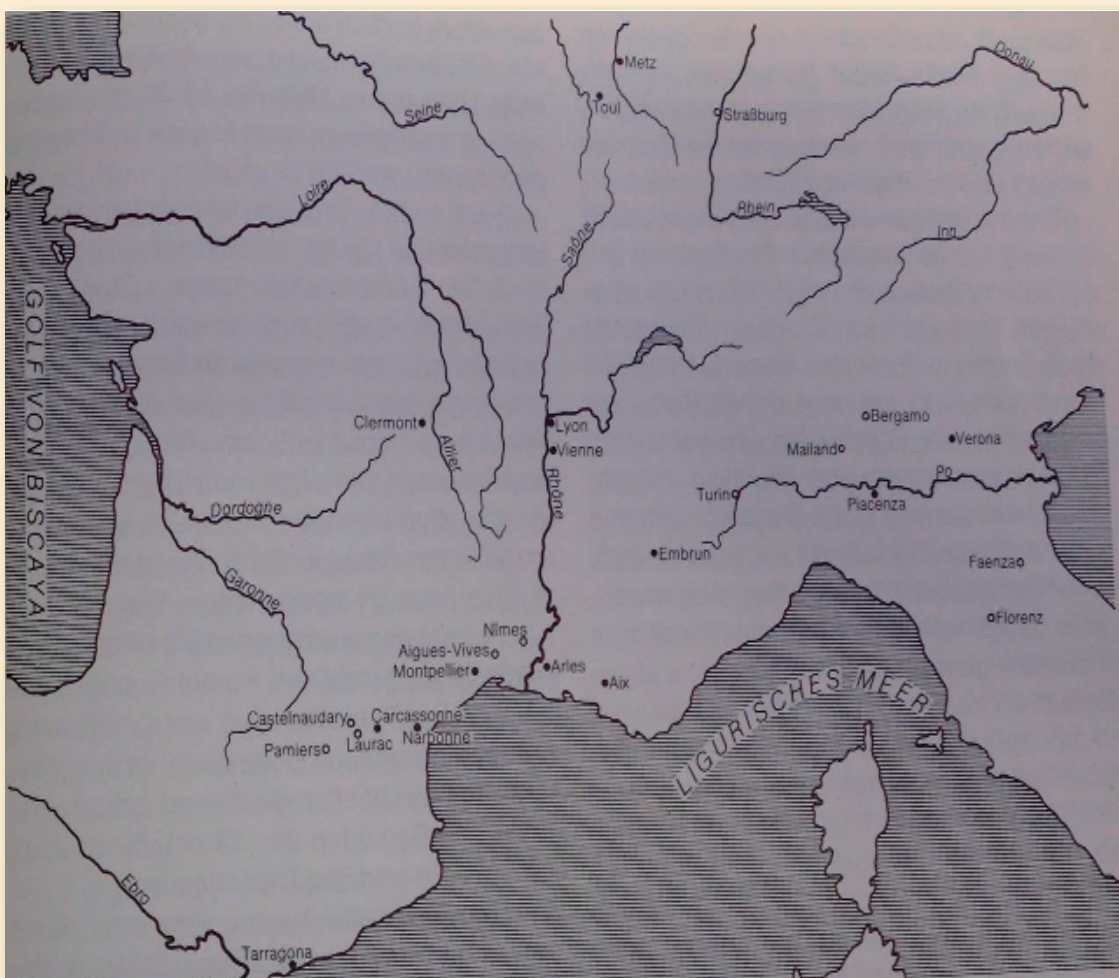 Metz
Donau
Toul
Seine
Straßburg
Loire
Rhein
Inn
Saône
GOLF VON BISCAYA
Clermont
Allier
Lyon
Vienne
Rhône
Bergamo
Mailand
Verona
Turin
Po
Piacenza
Dordogne
Embrun
Faenza
Garonne
Florenz
Nîmes
Aigues-Vives
Montpellier
Arles
Aix
LIGURISCHES MEER
Castelnaudary
Carcassonne
Laurac
Narbonne
Pamiers
Ebro
Tarragona